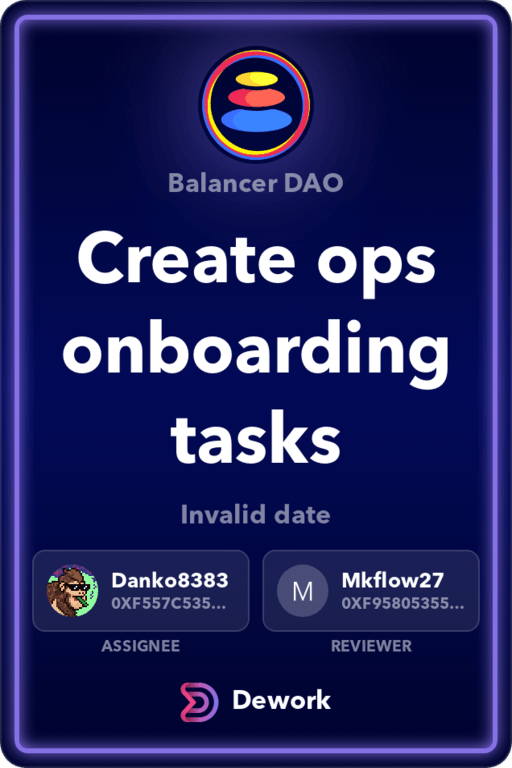 Balancer DAO
Create ops
onboarding
tasks
Invalid date
Danko8383
0XF557C535...
ASSIGNEE
M
Mkflow27
0XF95805355...
REVIEWER
Dework